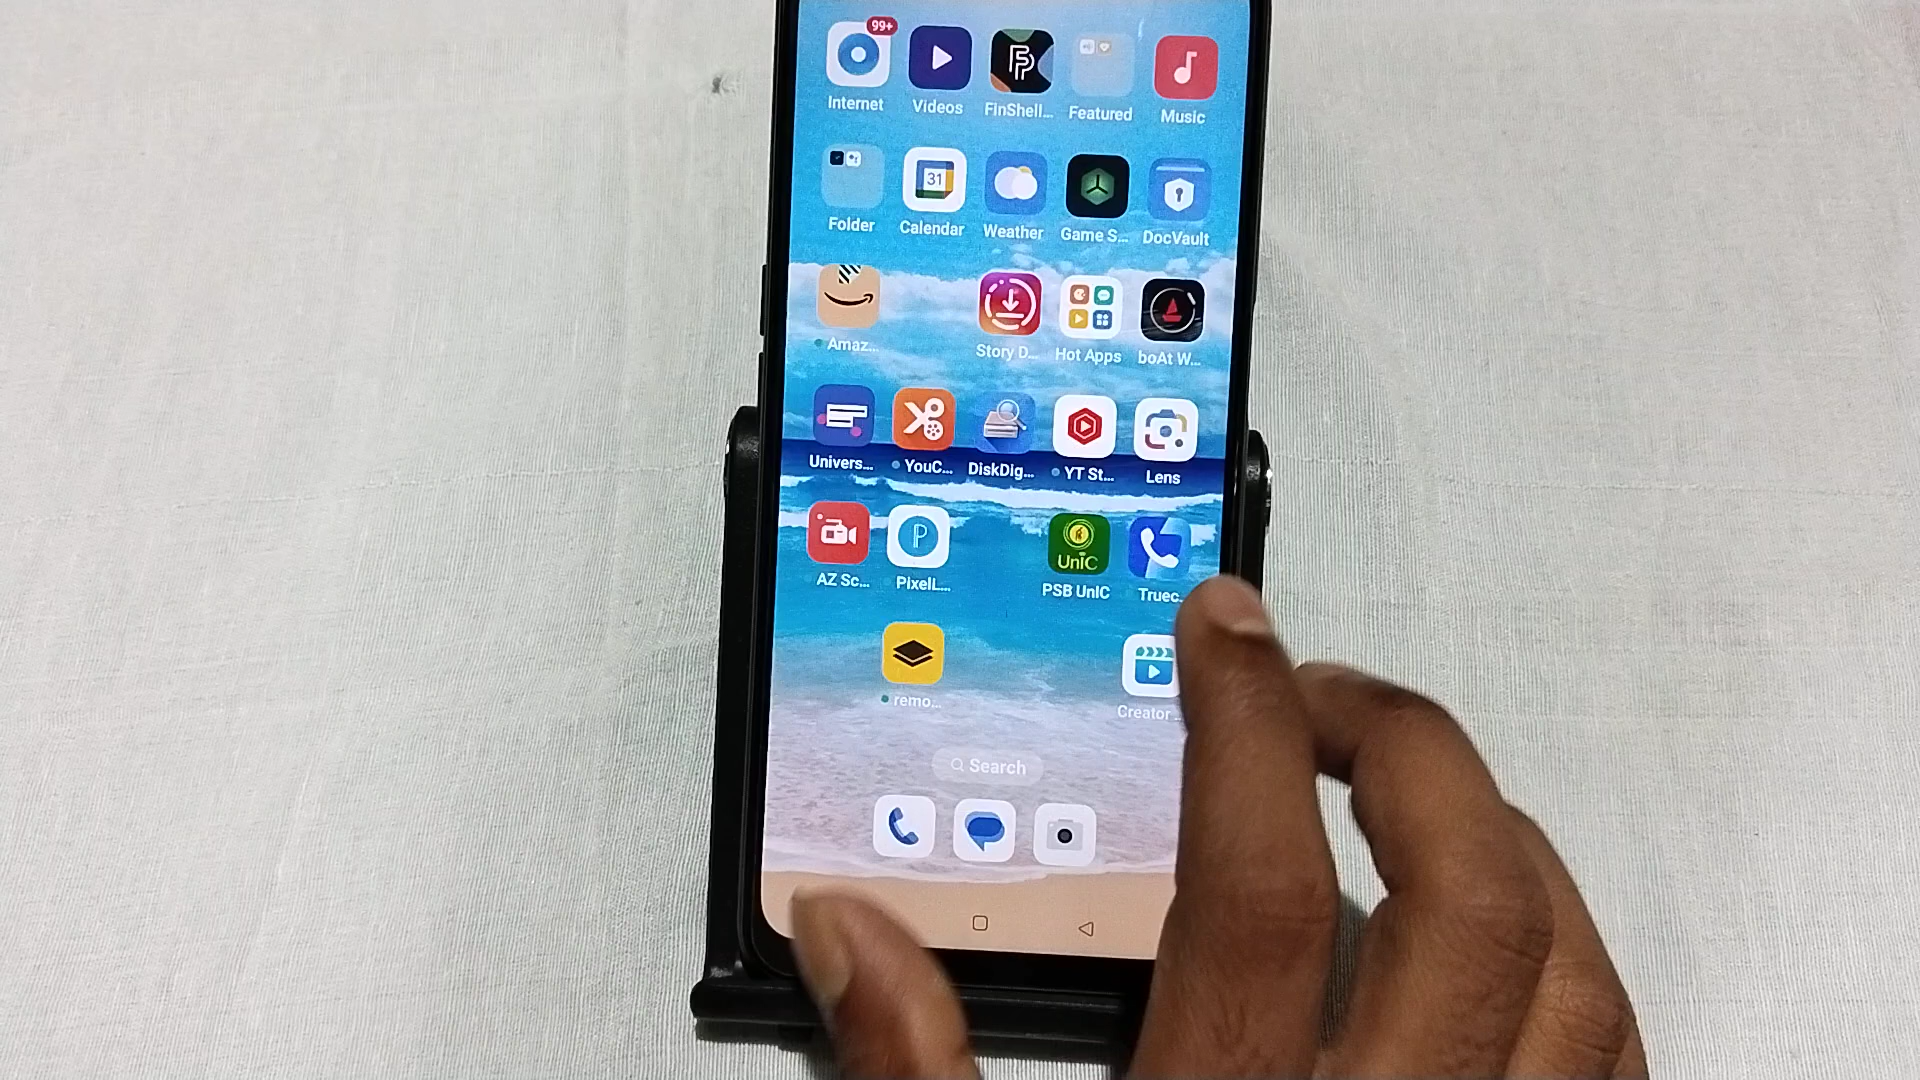 99+
Internet Videos FinShell... Featured Music
31
Folder Calendar Weather Game S... DocVault
Amaz... Story D... Hot Apps boAt W...
Univers... YouC... DiskDig... YT St... Lens
UniC
AZ Sc... PixelL... PSB UnIC Truec...
remo... Creator ...
Search